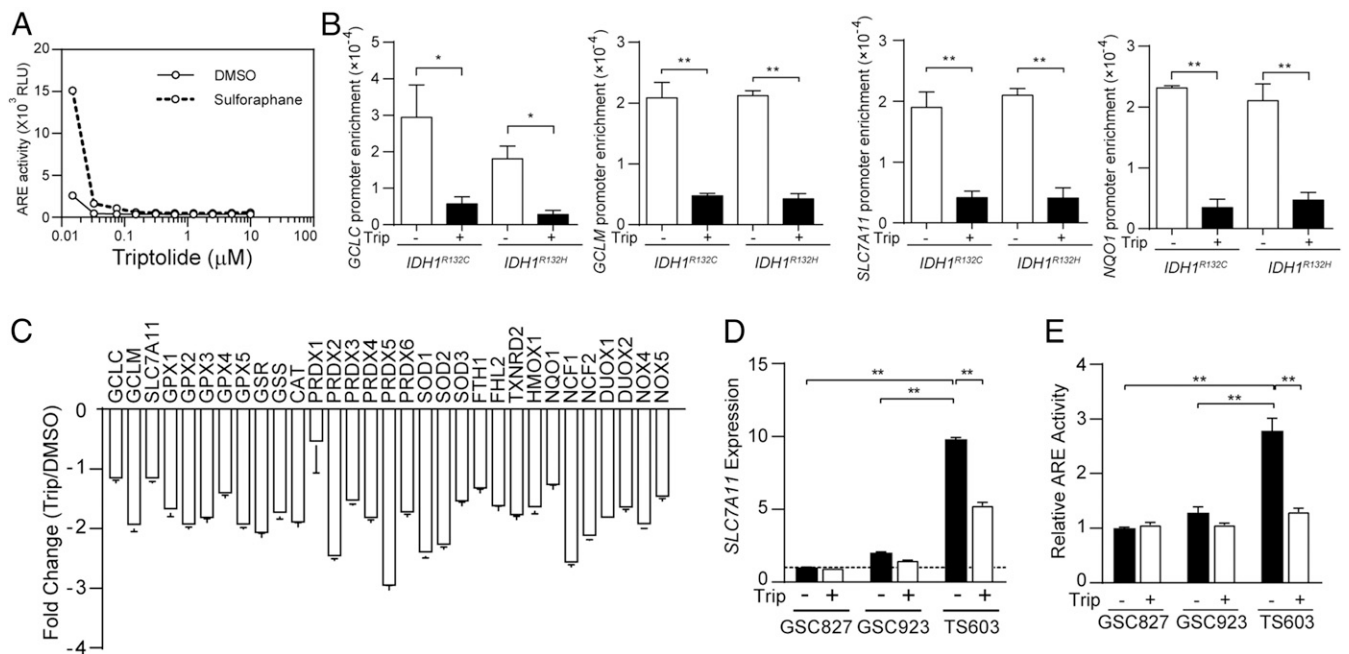 A
ARE activity (X10³ RLU)
20
15
10
5
0
DMSO
Sulforaphane
0.01
0.1
1
10
100
Triptolide (μM)
B
GCLC promoter enrichment (×10⁻⁴)
5
4
3
2
1
0
*
*
Trip - + - +
IDH1ᴿ¹³²ᶜ IDH1ᴿ¹³²ᴴ
GCLM promoter enrichment (×10⁻⁴)
3
2
1
0
**
**
Trip - + - +
IDH1ᴿ¹³²ᶜ IDH1ᴿ¹³²ᴴ
SLC7A11 promoter enrichment (×10⁻⁴)
3
2
1
0
**
**
Trip - + - +
IDH1ᴿ¹³²ᶜ IDH1ᴿ¹³²ᴴ
NQO1 promoter enrichment (×10⁻⁴)
3
2
1
0
**
**
Trip - + - +
IDH1ᴿ¹³²ᶜ IDH1ᴿ¹³²ᴴ
C
GCLC
GCLM
SLC7A11
GPX1
GPX2
GPX3
GPX4
GPX5
GSR
GSS
CAT
PRDX1
PRDX2
PRDX3
PRDX4
PRDX5
PRDX6
SOD1
SOD2
SOD3
FTH1
FHL2
TXNRD2
HMOX1
NQO1
NCF1
NCF2
DUOX1
DUOX2
NOX4
NOX5
Fold Change (Trip/DMSO)
0
-1
-2
-3
-4
D
SLC7A11 Expression
15
10
5
0
**
**
**
Trip - + - + - +
GSC827 GSC923 TS603
E
Relative ARE Activity
4
3
2
1
0
**
**
**
Trip - + - + - +
GSC827 GSC923 TS603